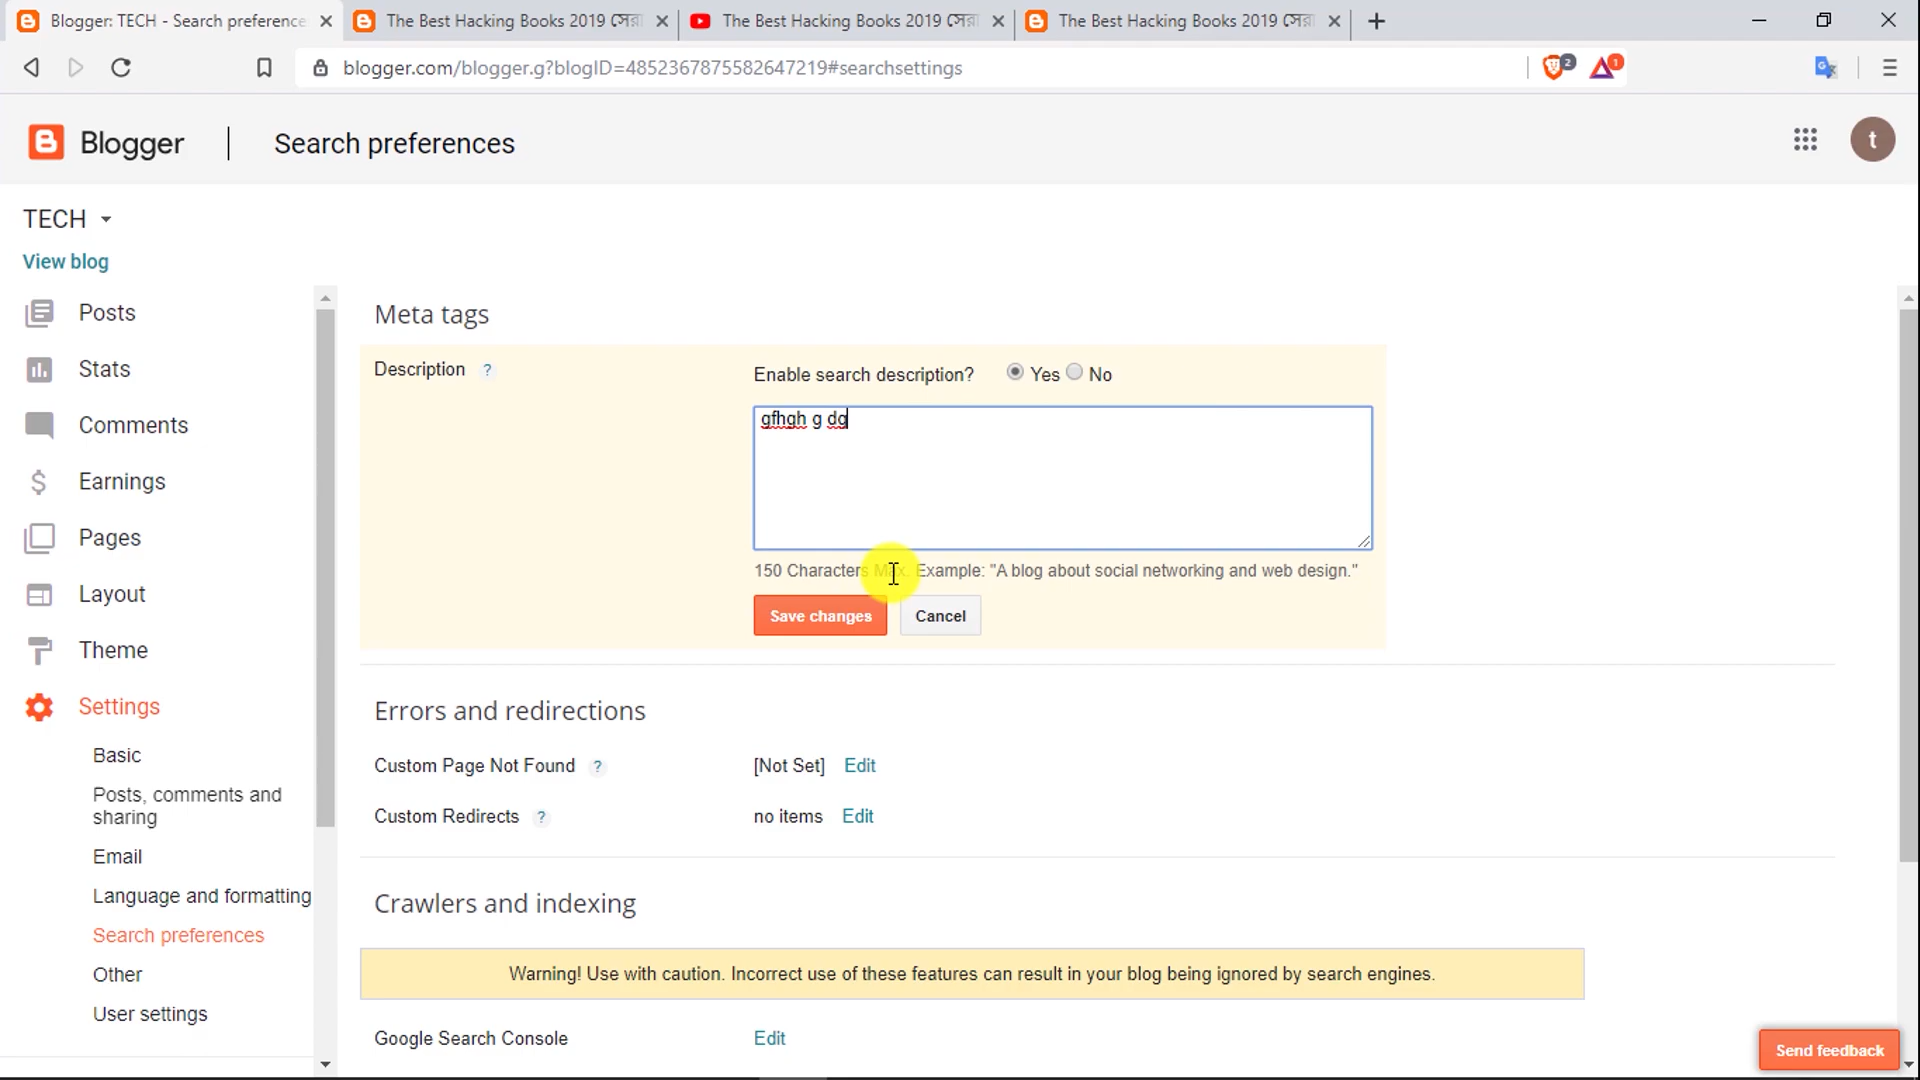 Blogger: TECH - Search preference
The Best Hacking Books 2019 সেরা
The Best Hacking Books 2019 সেরা
The Best Hacking Books 2019 সেরা
blogger.com/blogger.g?blogID=4852367875582647219#searchsettings
2
1
Blogger
Search preferences
t
TECH
View blog
Posts
Stats
Comments
Earnings
Pages
Layout
Theme
Settings
Basic
Posts, comments and
sharing
Email
Language and formatting
Search preferences
Other
User settings
Meta tags
Description ?
Enable search description? Yes No
gfhgh g dg
150 Characters Max. Example: "A blog about social networking and web design."
Save changes
Cancel
Errors and redirections
Custom Page Not Found ? [Not Set] Edit
Custom Redirects ? no items Edit
Crawlers and indexing
Warning! Use with caution. Incorrect use of these features can result in your blog being ignored by search engines.
Google Search Console Edit
Send feedback